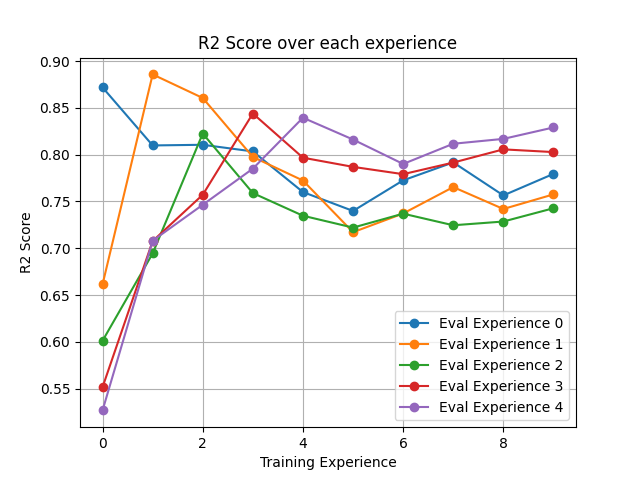 R2 Score over each experience
0.90
0.85
0.80
0.75
0.70
0.65
0.60
0.55
R2 Score
0
2
4
6
8
Training Experience
Eval Experience 0
Eval Experience 1
Eval Experience 2
Eval Experience 3
Eval Experience 4